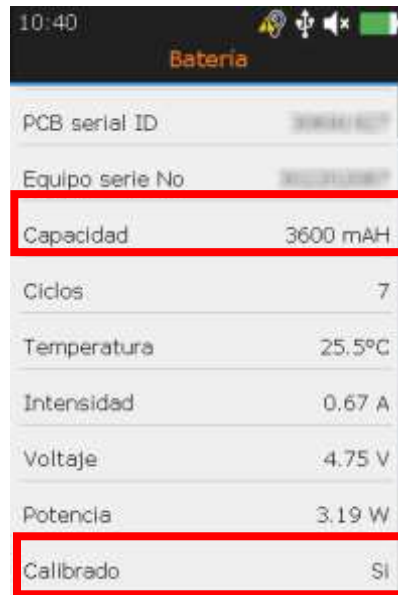 10:40
Batería
PCB serial ID
Equipo serie No
Capacidad 3600 mAH
Ciclos 7
Temperatura 25.5ºC
Intensidad 0.67 A
Voltaje 4.75 V
Potencia 3.19 W
Calibrado Si